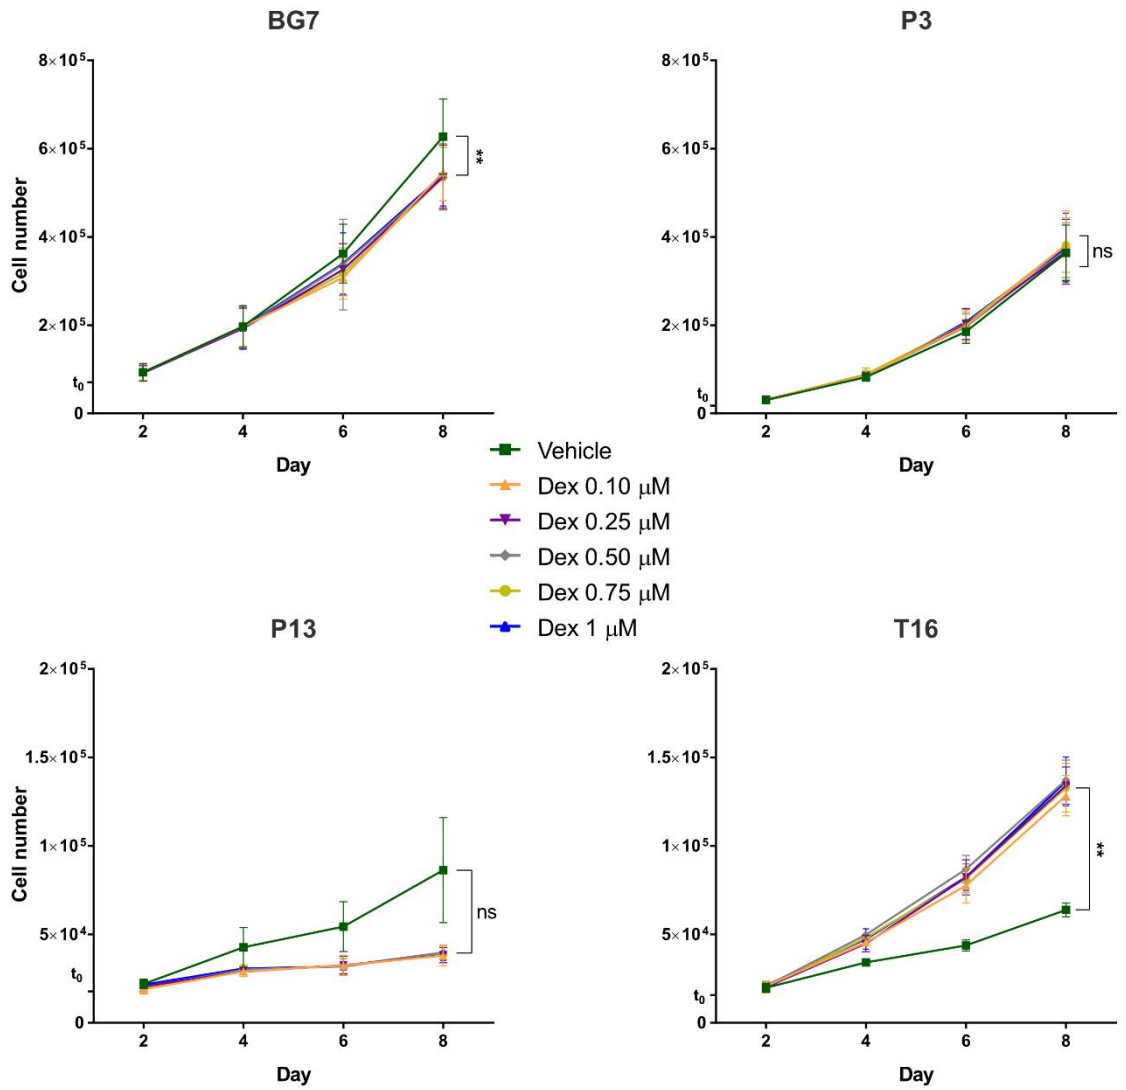 BG7
8×10⁵
6×10⁵
4×10⁵
2×10⁵
t₀
0
Cell number
2 4 6 8
Day
**
P3
8×10⁵
6×10⁵
4×10⁵
2×10⁵
t₀
0
2 4 6 8
Day
ns
Vehicle
Dex 0.10 μM
Dex 0.25 μM
Dex 0.50 μM
Dex 0.75 μM
Dex 1 μM
P13
2×10⁵
1.5×10⁵
1×10⁵
5×10⁴
t₀
0
Cell number
2 4 6 8
Day
ns
T16
2×10⁵
1.5×10⁵
1×10⁵
5×10⁴
t₀
0
2 4 6 8
Day
**